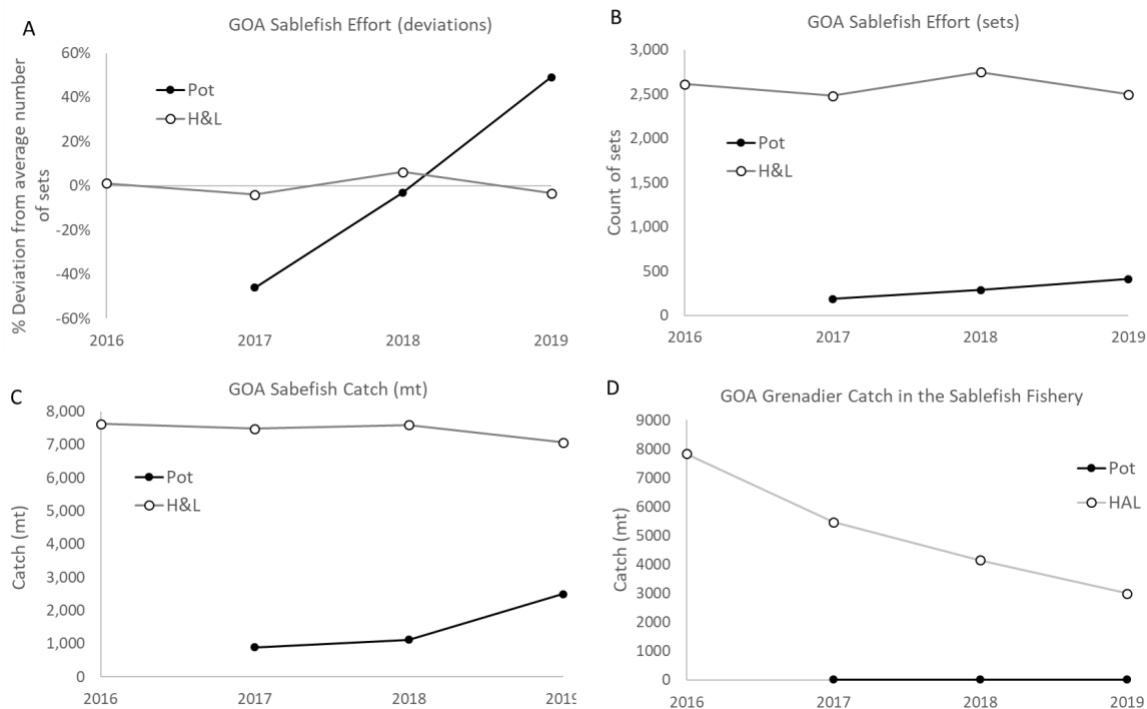 A
GOA Sablefish Effort (deviations)
60%
40%
20%
0%
-20%
-40%
-60%
% Deviation from average number
of sets
Pot
H&L
2016
2017
2018
2019
B
GOA Sablefish Effort (sets)
3,000
2,500
2,000
1,500
1,000
500
0
Count of sets
Pot
H&L
2016
2017
2018
2019
C
GOA Sabefish Catch (mt)
8,000
7,000
6,000
5,000
4,000
3,000
2,000
1,000
0
Catch (mt)
Pot
H&L
2016
2017
2018
2019
D
GOA Grenadier Catch in the Sablefish Fishery
9000
8000
7000
6000
5000
4000
3000
2000
1000
0
Catch (mt)
Pot
HAL
2016
2017
2018
2019